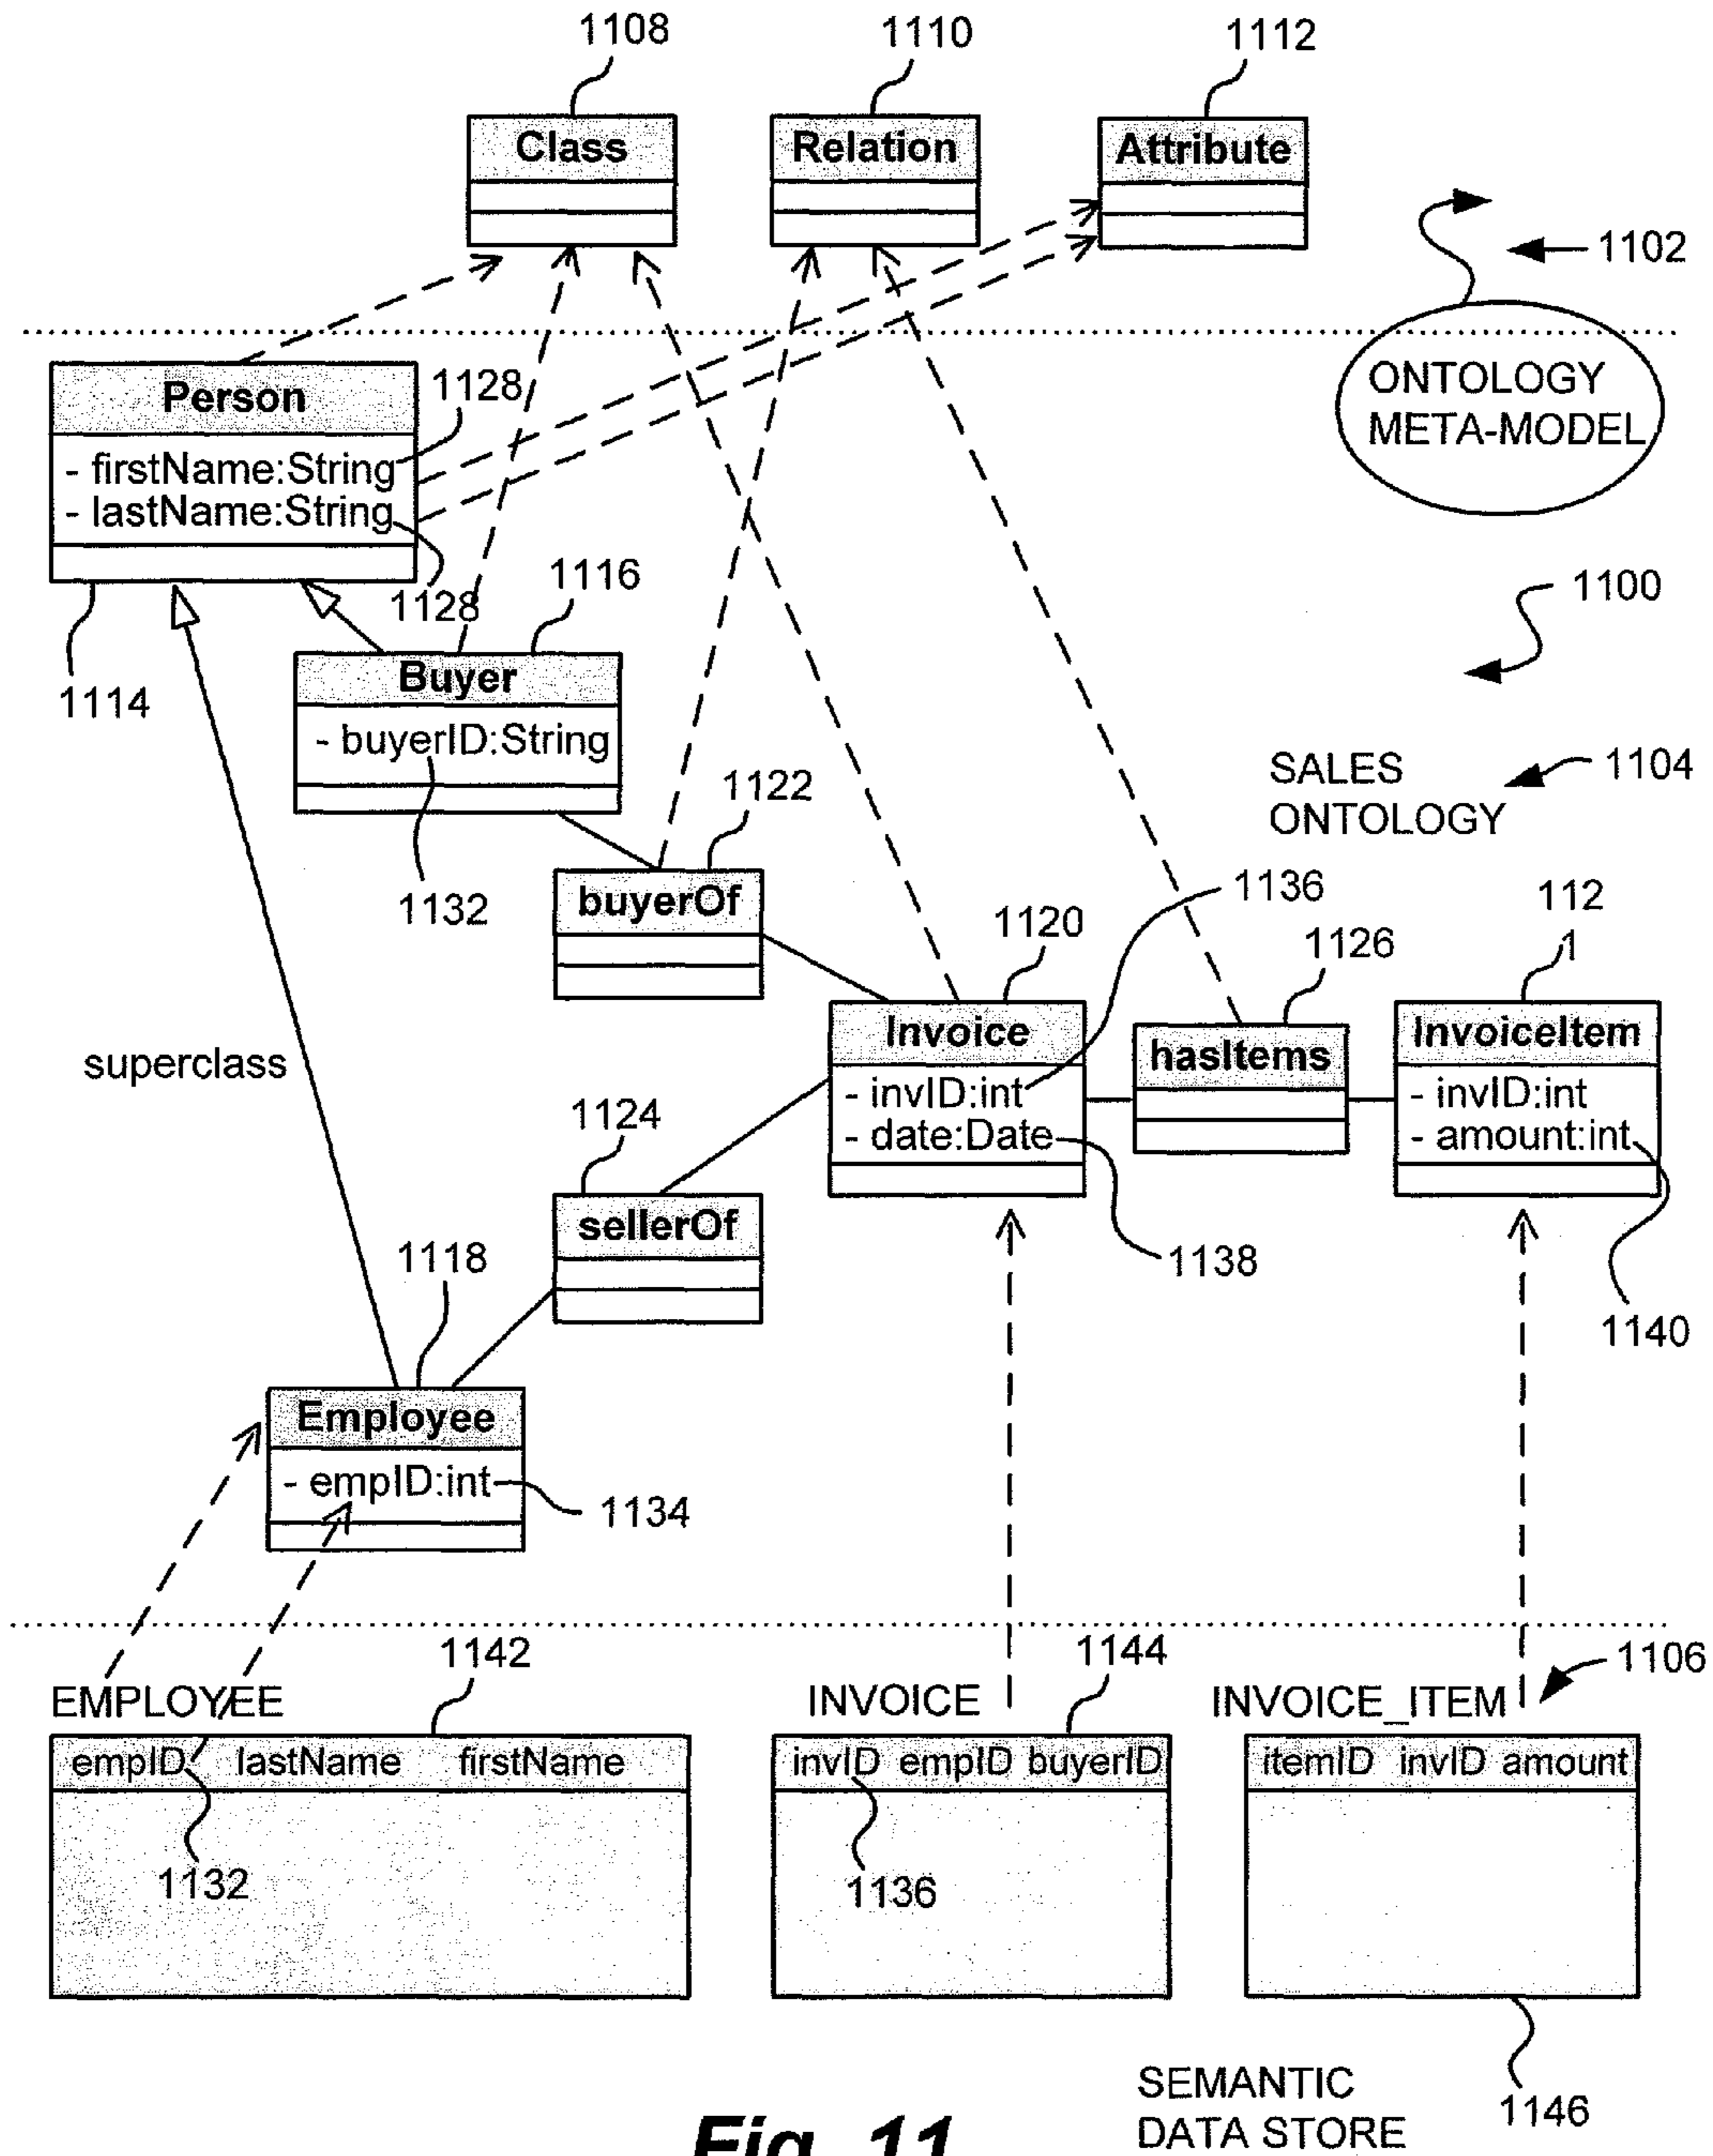 1108
1110
1112
Class
Relation
Attribute
1102
ONTOLOGY
META-MODEL
Person
1128
- firstName:String
- lastName:String
1128
1116
1100
1114
Buyer
- buyerID:String
SALES
ONTOLOGY
1104
1122
1132
buyerOf
1136
112
1
1120
1126
Invoice
hasItems
InvoiceItem
superclass
- invID:int
- date:Date
- invID:int
- amount:int
1124
sellerOf
1118
1138
1140
Employee
- empID:int
1134
1142
1144
1106
EMPLOYEE
INVOICE
INVOICE_ITEM
empID lastName firstName
invID empID buyerID
itemID invID amount
1132
1136
SEMANTIC
DATA STORE
1146
Fig. 11